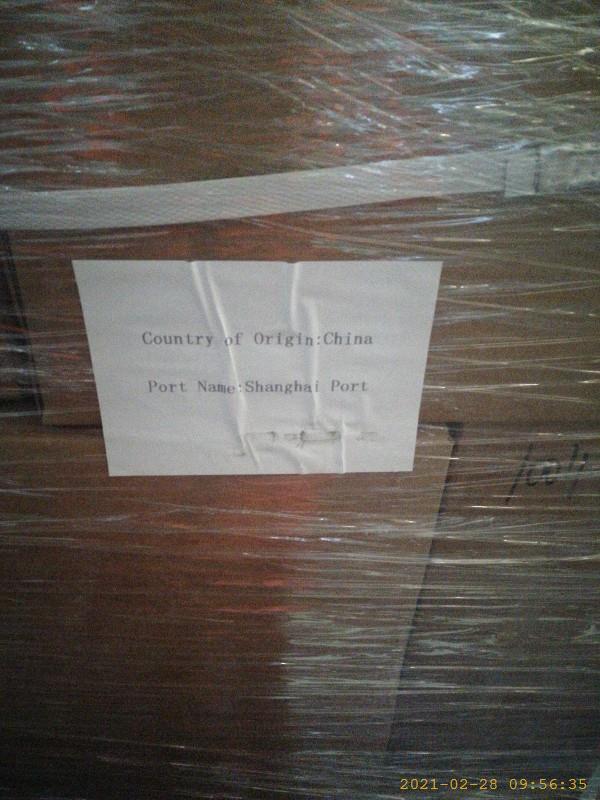 Country of Origin:China
Port Name:Shanghai Port
2021-02-28 09:56:35